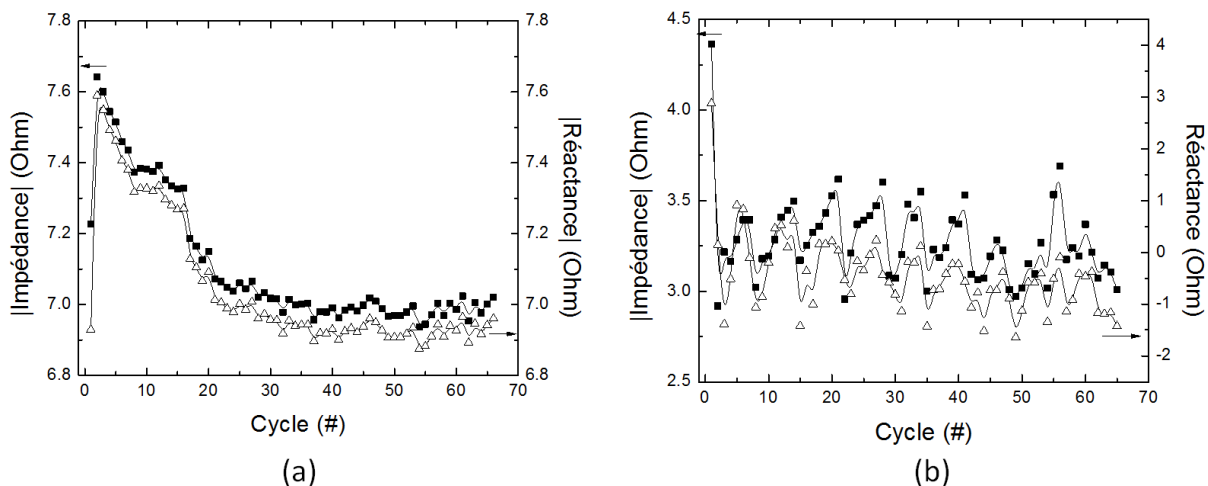 7.8
7.6
7.4
7.2
7.0
6.8
|Impédance| (Ohm)
7.8
7.6
7.4
7.2
7.0
6.8
|Réactance| (Ohm)
0 10 20 30 40 50 60 70
Cycle (#)
(a)
4.5
4.0
3.5
3.0
2.5
|Impédance| (Ohm)
4
3
2
1
0
-1
-2
Réactance (Ohm)
0 10 20 30 40 50 60 70
Cycle (#)
(b)